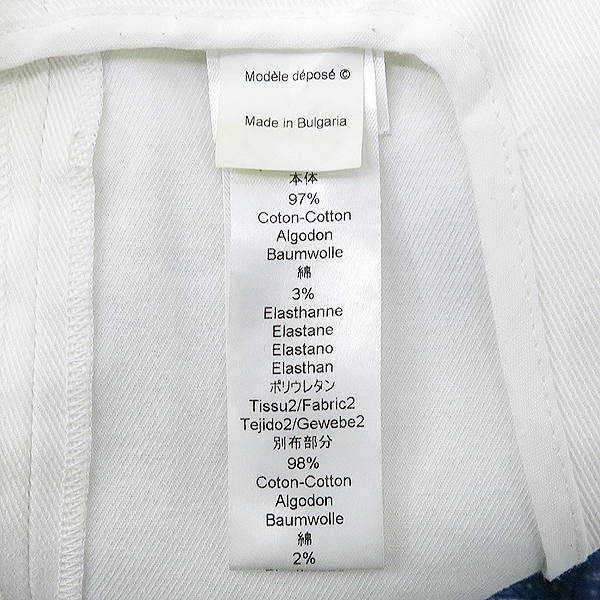 Modèle déposé ©
Made in Bulgaria
本体
97%
Coton-Cotton
Algodon
Baumwolle
綿
3%
Elasthanne
Elastane
Elastano
Elasthan
ポリウレタン
Tissu2/Fabric2
Tejido2/Gewebe2
別布部分
98%
Coton-Cotton
Algodon
Baumwolle
綿
2%